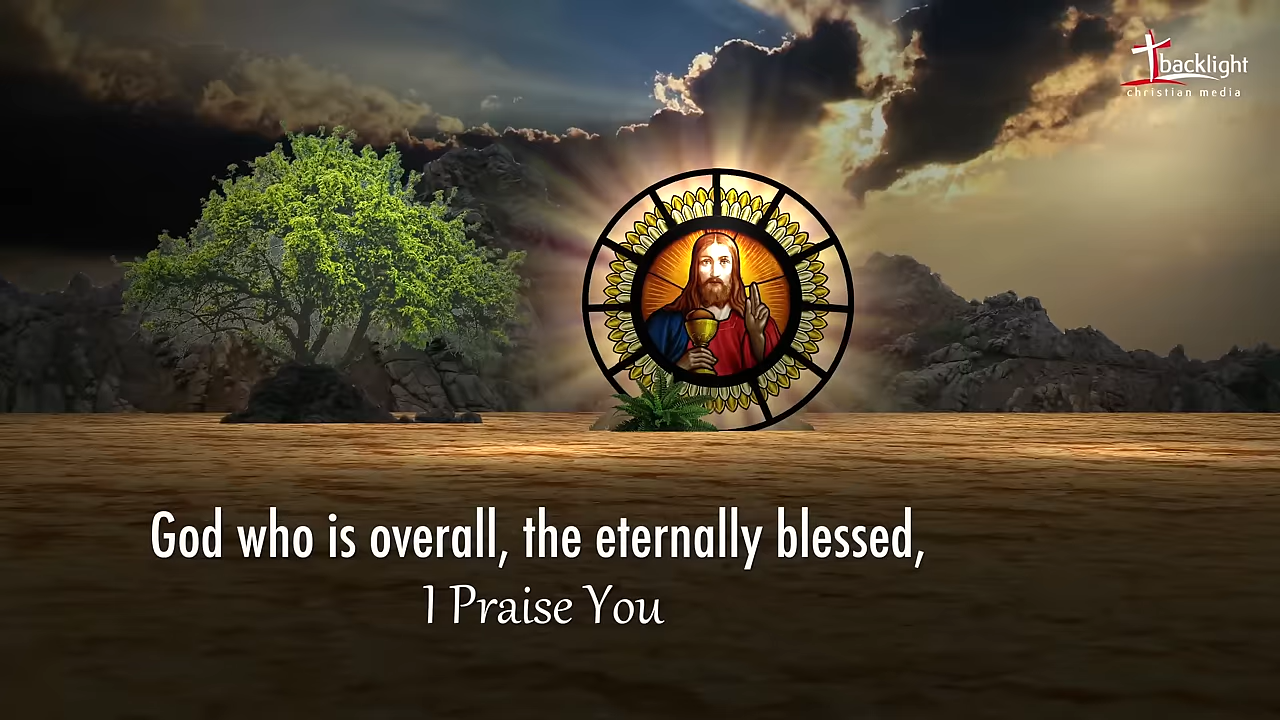 backlight
christian media
God who is overall, the eternally blessed,
I Praise You